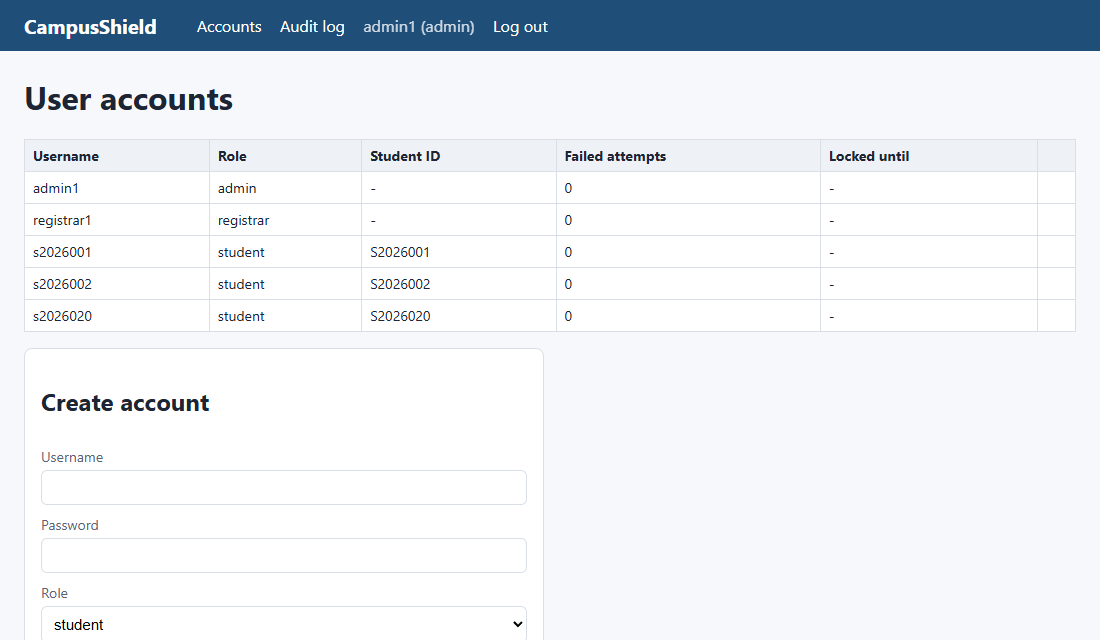 CampusShield Accounts Audit log admin1 (admin) Log out
User accounts
Username Role Student ID Failed attempts Locked until
admin1 admin - 0 -
registrar1 registrar - 0 -
s2026001 student S2026001 0 -
s2026002 student S2026002 0 -
s2026020 student S2026020 0 -
Create account
Username
Password
Role
student